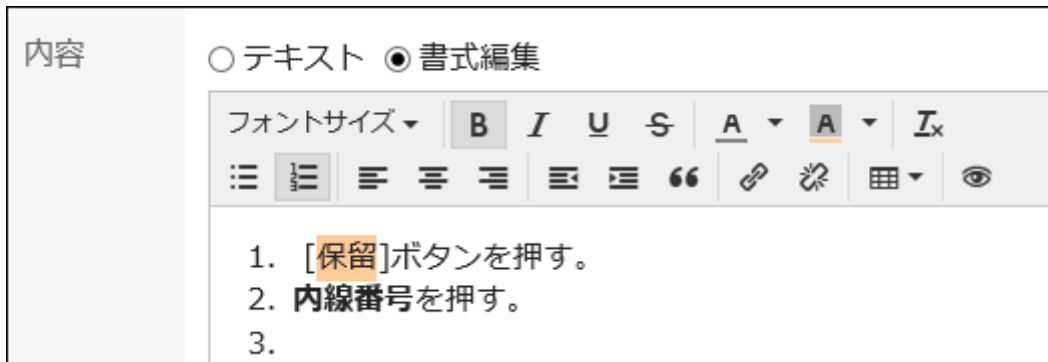 内容
テキスト 書式編集
フォントサイズ B I U S A A Ix
1. [保留]ボタンを押す。
2. 内線番号を押す。
3.